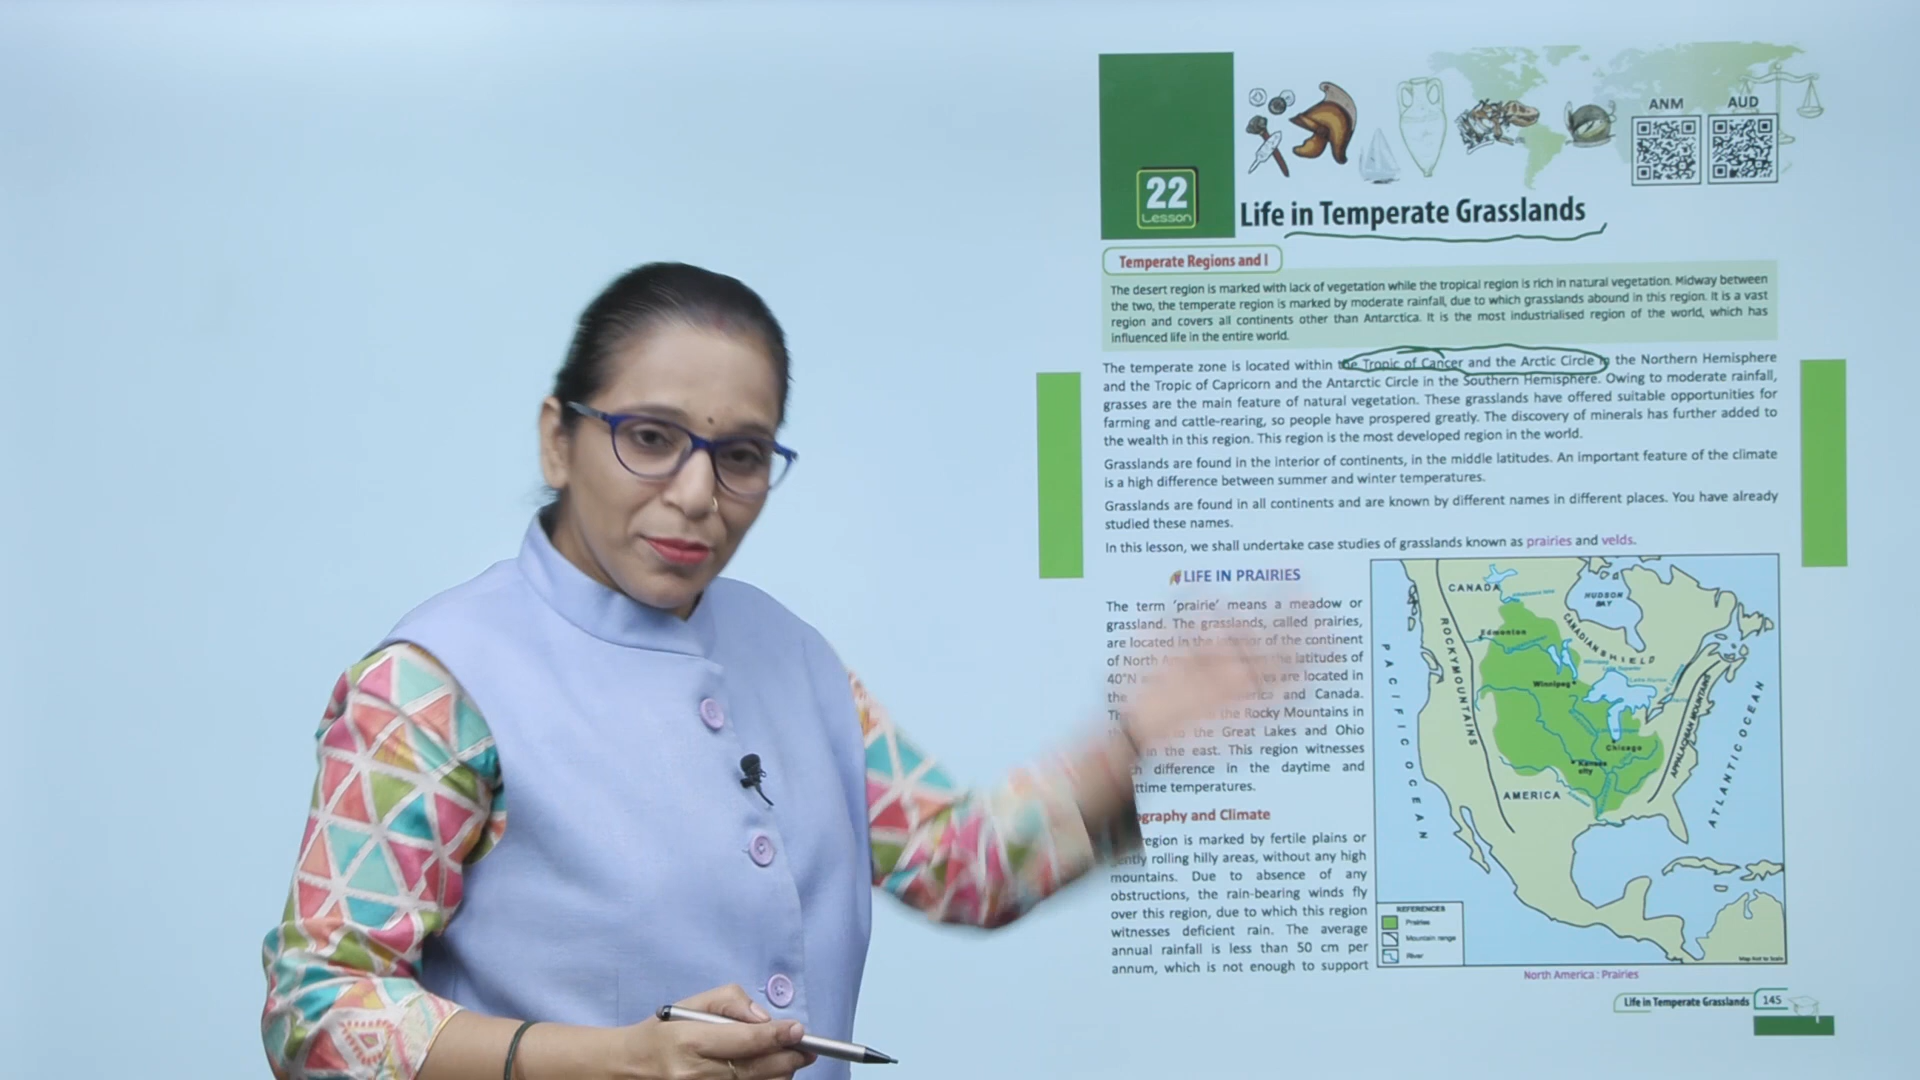 ANM
AUD
22
Lesson
Life in Temperate Grasslands
Temperate Regions and I
The desert region is marked with lack of vegetation while the tropical region is rich in natural vegetation. Midway between
the two, the temperate region is marked by moderate rainfall, due to which grasslands abound in this region. It is a vast
region and covers all continents other than Antarctica. It is the most industrialised region of the world, which has
influenced life in the entire world.
The temperate zone is located within the Tropic of Cancer and the Arctic Circle in the Northern Hemisphere
and the Tropic of Capricorn and the Antarctic Circle in the Southern Hemisphere. Owing to moderate rainfall,
grasses are the main feature of natural vegetation. These grasslands have offered suitable opportunities for
farming and cattle-rearing, so people have prospered greatly. The discovery of minerals has further added to
the wealth in this region. This region is the most developed region in the world.
Grasslands are found in the interior of continents, in the middle latitudes. An important feature of the climate
is a high difference between summer and winter temperatures.
Grasslands are found in all continents and are known by different names in different places. You have already
studied these names.
In this lesson, we shall undertake case studies of grasslands known as prairies and velds.
LIFE IN PRAIRIES
The term 'prairie' means a meadow or
grassland. The grasslands, called prairies,
are located in the interior of the continent
of North the latitudes of
40°N are located in
the and Canada.
the Rocky Mountains in
the Great Lakes and Ohio
in the east. This region witnesses
difference in the daytime and
ttime temperatures.
ography and Climate
region is marked by fertile plains or
gently rolling hilly areas, without any high
mountains. Due to absence of any
obstructions, the rain-bearing winds fly
over this region, due to which this region
witnesses deficient rain. The average
annual rainfall is less than 50 cm per
annum, which is not enough to support
CANADA
HUDSON
BAY
CANADIAN SHIELD
Edmonton
ROCKY MOUNTAINS
PACIFIC OCEAN
Winnipeg
Chicago
Kansas
city
AMERICA
APPALACHIAN MOUNTAINS
ATLANTIC OCEAN
REFERENCES
Prairies
Mountain range
River
Map Not to Scale
North America : Prairies
Life in Temperate Grasslands 145